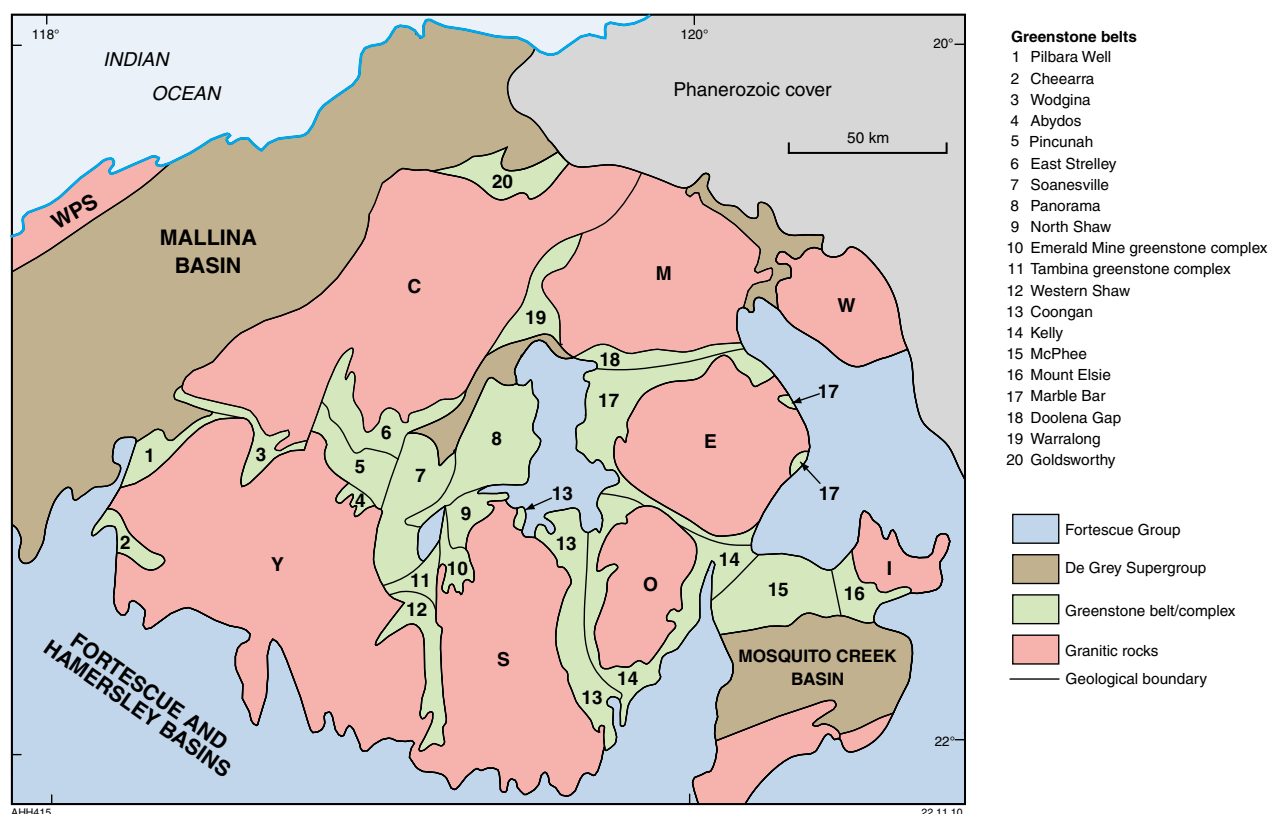 118°
120°
20°
INDIAN
OCEAN
Phanerozoic cover
50 km
20
WPS
MALLINA
BASIN
C
M
W
19
18
17
17
6
8
E
1
3
5
7
4
13
17
9
13
2
Y
11
10
14
I
12
O
15
16
S
MOSQUITO CREEK
BASIN
14
13
FORTESCUE AND
HAMERSLEY BASINS
22°
AHH415
22.11.10
Greenstone belts
1 Pilbara Well
2 Cheearra
3 Wodgina
4 Abydos
5 Pincunah
6 East Strelley
7 Soanesville
8 Panorama
9 North Shaw
10 Emerald Mine greenstone complex
11 Tambina greenstone complex
12 Western Shaw
13 Coongan
14 Kelly
15 McPhee
16 Mount Elsie
17 Marble Bar
18 Doolena Gap
19 Warralong
20 Goldsworthy
Fortescue Group
De Grey Supergroup
Greenstone belt/complex
Granitic rocks
Geological boundary